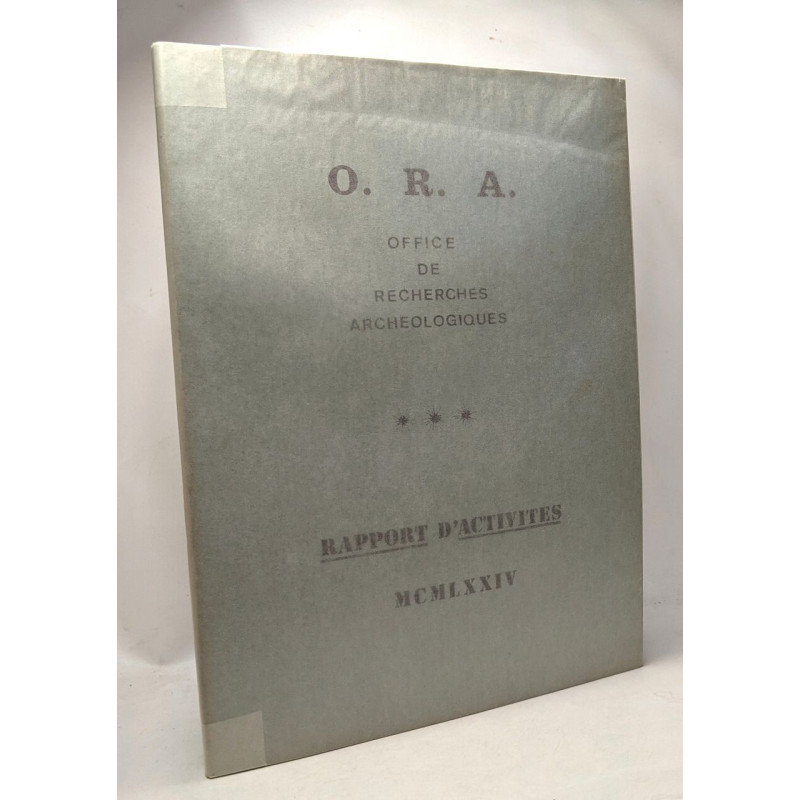 O. R. A.
OFFICE
DE
RECHERCHES
ARCHEOLOGIQUES
* * *
RAPPORT D'ACTIVITES
MCMLXXIV